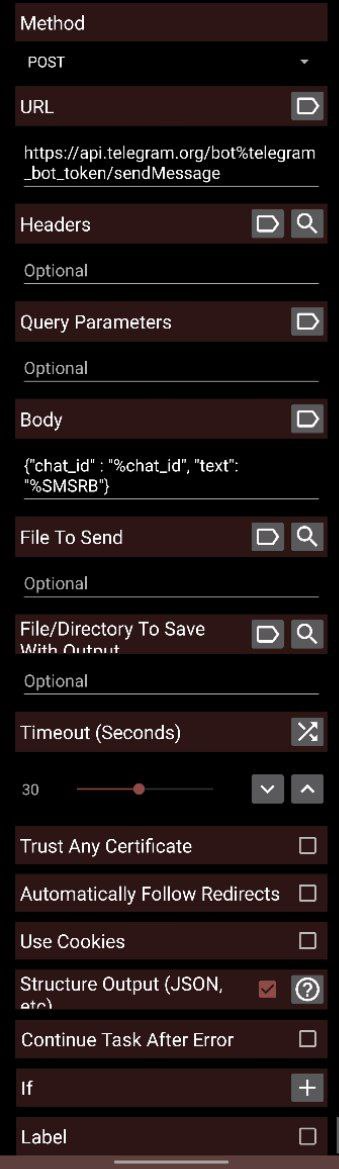 Method
POST
URL
https://api.telegram.org/bot%telegram
_bot_token/sendMessage
Headers
Optional
Query Parameters
Optional
Body
{"chat_id" : "%chat_id", "text":
"%SMSRB"}
File To Send
Optional
File/Directory To Save
With Output
Optional
Timeout (Seconds)
30
Trust Any Certificate
Automatically Follow Redirects
Use Cookies
Structure Output (JSON,
etc)
Continue Task After Error
If
Label